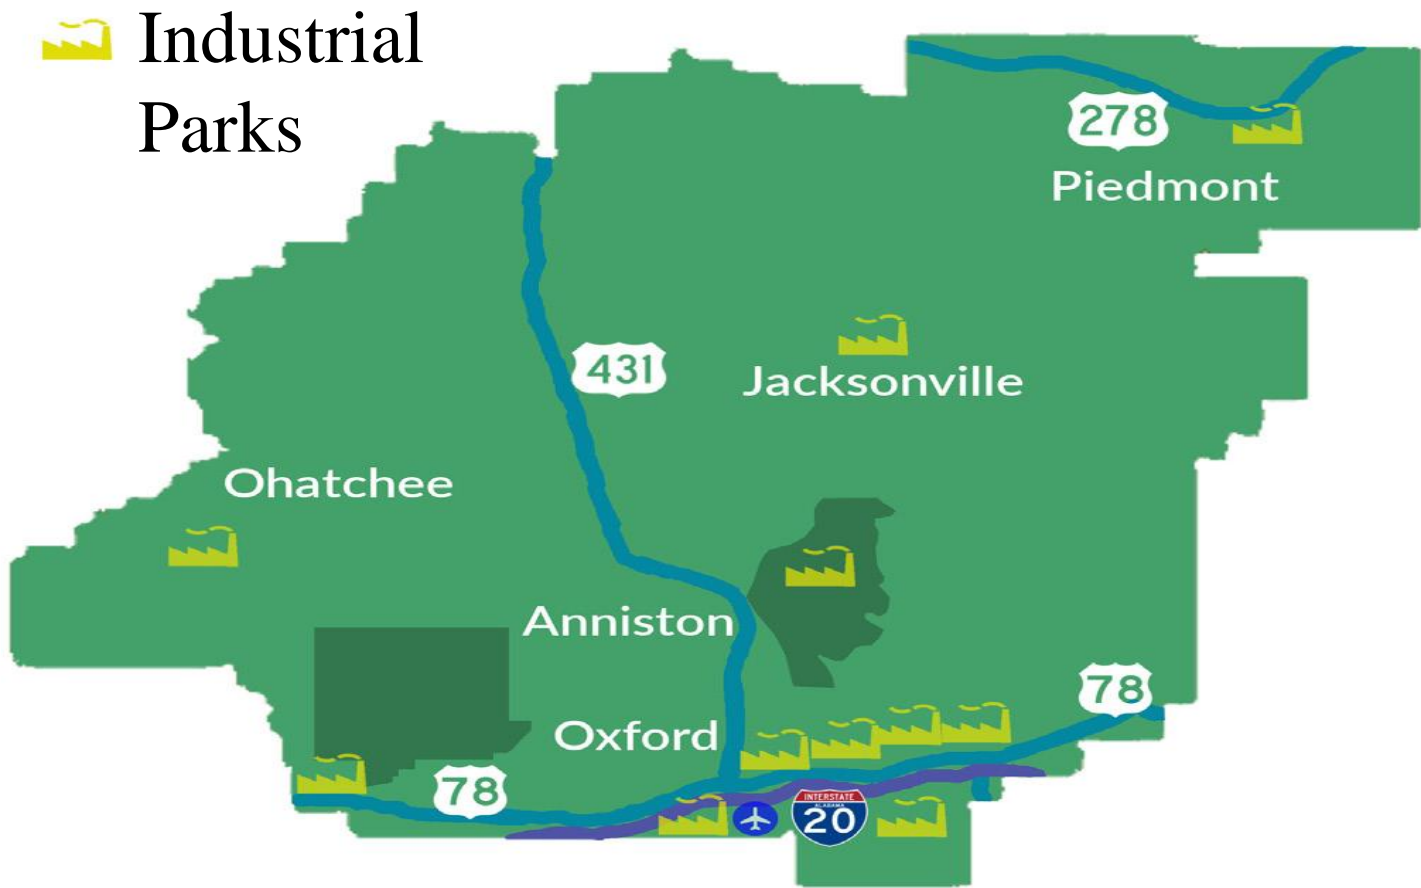 Industrial
Parks
278
Piedmont
431
Jacksonville
Ohatchee
Anniston
78
Oxford
78
INTERSTATE
ALABAMA
20